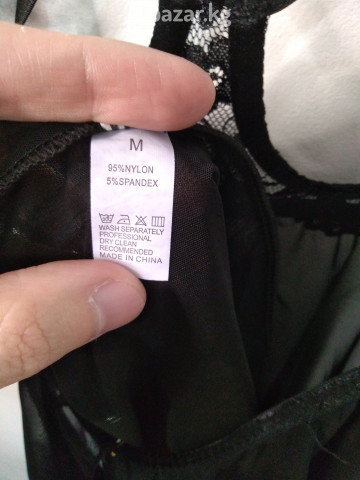 bazar.kg
M
95%NYLON
5%SPANDEX
WASH SEPARATELY
PROFESSIONAL
DRY CLEAN
RECOMMENDED
MADE IN CHINA